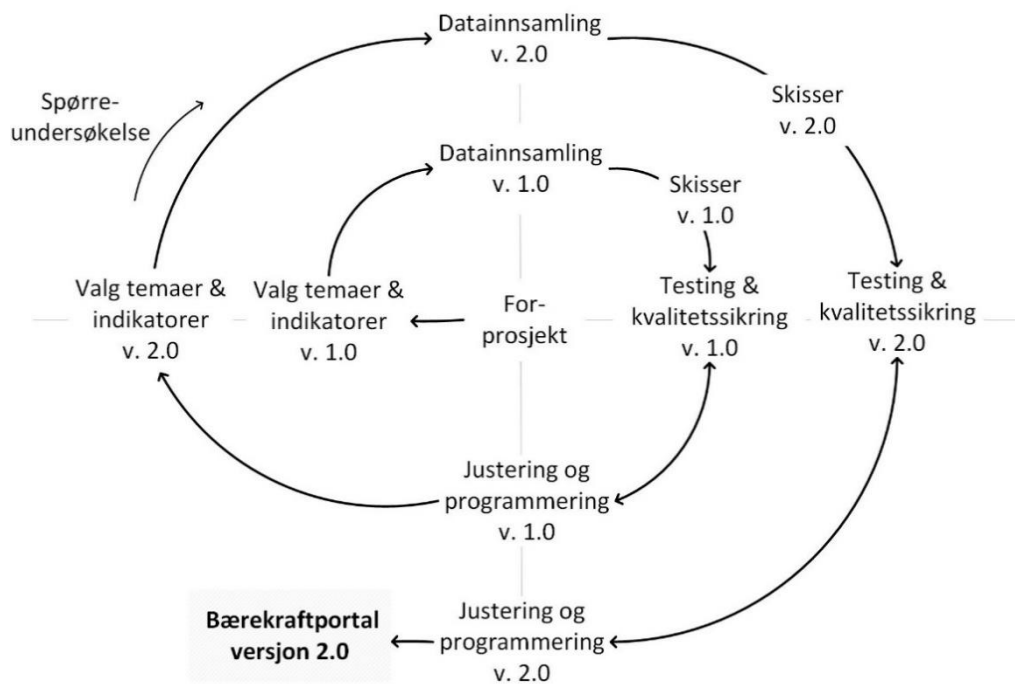 Datainnsamling
v. 2.0
Skisser
v. 2.0
Spørre-
undersøkelse
Datainnsamling
v. 1.0
Skisser
v. 1.0
Valg temaer &
indikatorer
v. 2.0
Valg temaer &
indikatorer
v. 1.0
For-
prosjekt
Testing &
kvalitetssikring
v. 1.0
Testing &
kvalitetssikring
v. 2.0
Justering og
programmering
v. 1.0
Bærekraftportal
versjon 2.0
Justering og
programmering
v. 2.0